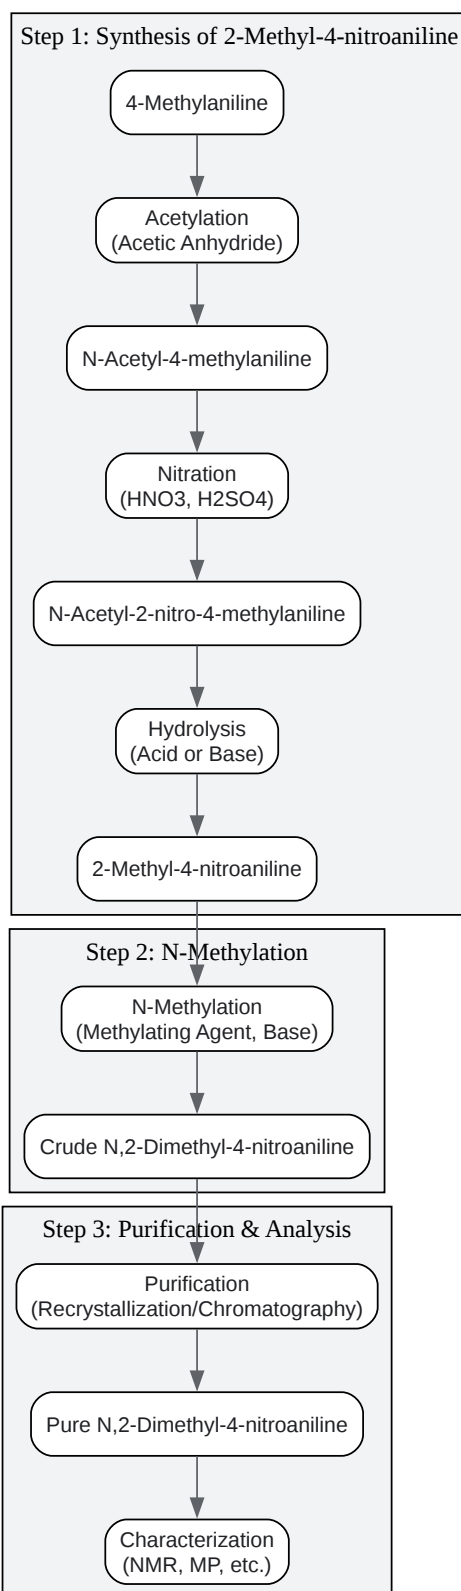 Step 1: Synthesis of 2-Methyl-4-nitroaniline
4-Methylaniline
Acetylation
(Acetic Anhydride)
N-Acetyl-4-methylaniline
Nitration
(HNO3, H2SO4)
N-Acetyl-2-nitro-4-methylaniline
Hydrolysis
(Acid or Base)
2-Methyl-4-nitroaniline
Step 2: N-Methylation
N-Methylation
(Methylating Agent, Base)
Crude N,2-Dimethyl-4-nitroaniline
Step 3: Purification & Analysis
Purification
(Recrystallization/Chromatography)
Pure N,2-Dimethyl-4-nitroaniline
Characterization
(NMR, MP, etc.)